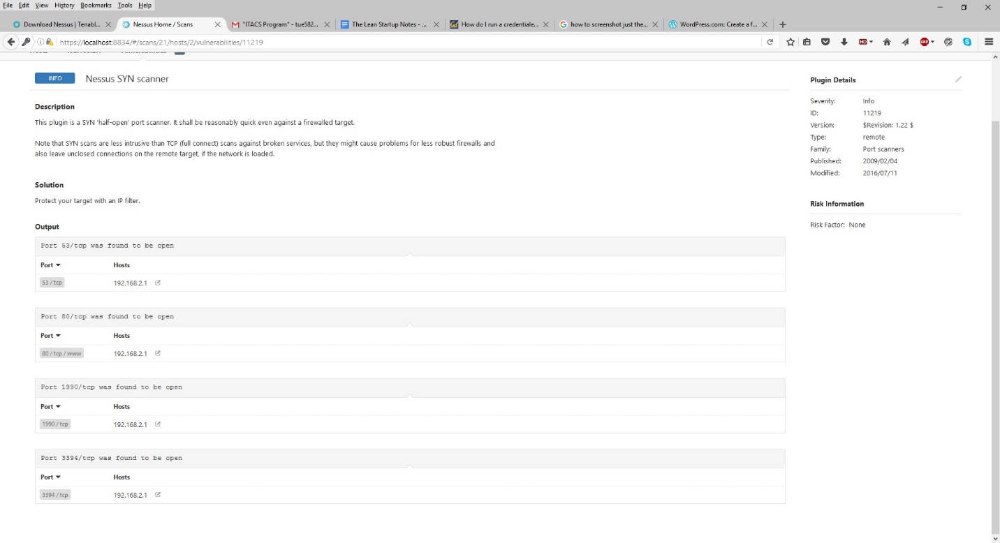 File Edit View History Bookmarks Tools Help
Download Nessus | Tenabl... Nessus Home / Scans "ITACS Program" - tue582... The Lean Startup Notes - ... How do I run a credentiale... how to screenshot just the... WordPress.com: Create a f...
https://localhost:8834/#/scans/21/hosts/2/vulnerabilities/11219
INFO Nessus SYN scanner
Description
This plugin is a SYN 'half-open' port scanner. It shall be reasonably quick even against a firewalled target.
Note that SYN scans are less intrusive than TCP (full connect) scans against broken services, but they might cause problems for less robust firewalls and
also leave unclosed connections on the remote target, if the network is loaded.
Solution
Protect your target with an IP filter.
Output
Port 53/tcp was found to be open
Port Hosts
53 / tcp 192.168.2.1
Port 80/tcp was found to be open
Port Hosts
80 / tcp / www 192.168.2.1
Port 1990/tcp was found to be open
Port Hosts
1990 / tcp 192.168.2.1
Port 3394/tcp was found to be open
Port Hosts
3394 / tcp 192.168.2.1
Plugin Details
Severity: Info
ID: 11219
Version: $Revision: 1.22 $
Type: remote
Family: Port scanners
Published: 2009/02/04
Modified: 2016/07/11
Risk Information
Risk Factor: None